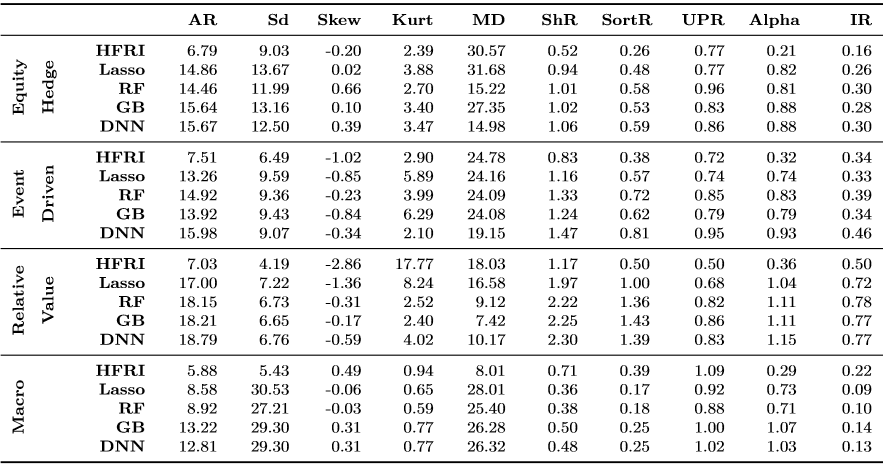 AR Sd Skew Kurt MD ShR SortR UPR Alpha IR
Equity Hedge
HFRI 6.79 9.03 -0.20 2.39 30.57 0.52 0.26 0.77 0.21 0.16
Lasso 14.86 13.67 0.02 3.88 31.68 0.94 0.48 0.77 0.82 0.26
RF 14.46 11.99 0.66 2.70 15.22 1.01 0.58 0.96 0.81 0.30
GB 15.64 13.16 0.10 3.40 27.35 1.02 0.53 0.83 0.88 0.28
DNN 15.67 12.50 0.39 3.47 14.98 1.06 0.59 0.86 0.88 0.30
Event Driven
HFRI 7.51 6.49 -1.02 2.90 24.78 0.83 0.38 0.72 0.32 0.34
Lasso 13.26 9.59 -0.85 5.89 24.16 1.16 0.57 0.74 0.74 0.33
RF 14.92 9.36 -0.23 3.99 24.09 1.33 0.72 0.85 0.83 0.39
GB 13.92 9.43 -0.84 6.29 24.08 1.24 0.62 0.79 0.79 0.34
DNN 15.98 9.07 -0.34 2.10 19.15 1.47 0.81 0.95 0.93 0.46
Relative Value
HFRI 7.03 4.19 -2.86 17.77 18.03 1.17 0.50 0.50 0.36 0.50
Lasso 17.00 7.22 -1.36 8.24 16.58 1.97 1.00 0.68 1.04 0.72
RF 18.15 6.73 -0.31 2.52 9.12 2.22 1.36 0.82 1.11 0.78
GB 18.21 6.65 -0.17 2.40 7.42 2.25 1.43 0.86 1.11 0.77
DNN 18.79 6.76 -0.59 4.02 10.17 2.30 1.39 0.83 1.15 0.77
Macro
HFRI 5.88 5.43 0.49 0.94 8.01 0.71 0.39 1.09 0.29 0.22
Lasso 8.58 30.53 -0.06 0.65 28.01 0.36 0.17 0.92 0.73 0.09
RF 8.92 27.21 -0.03 0.59 25.40 0.38 0.18 0.88 0.71 0.10
GB 13.22 29.30 0.31 0.77 26.28 0.50 0.25 1.00 1.07 0.14
DNN 12.81 29.30 0.31 0.77 26.32 0.48 0.25 1.02 1.03 0.13